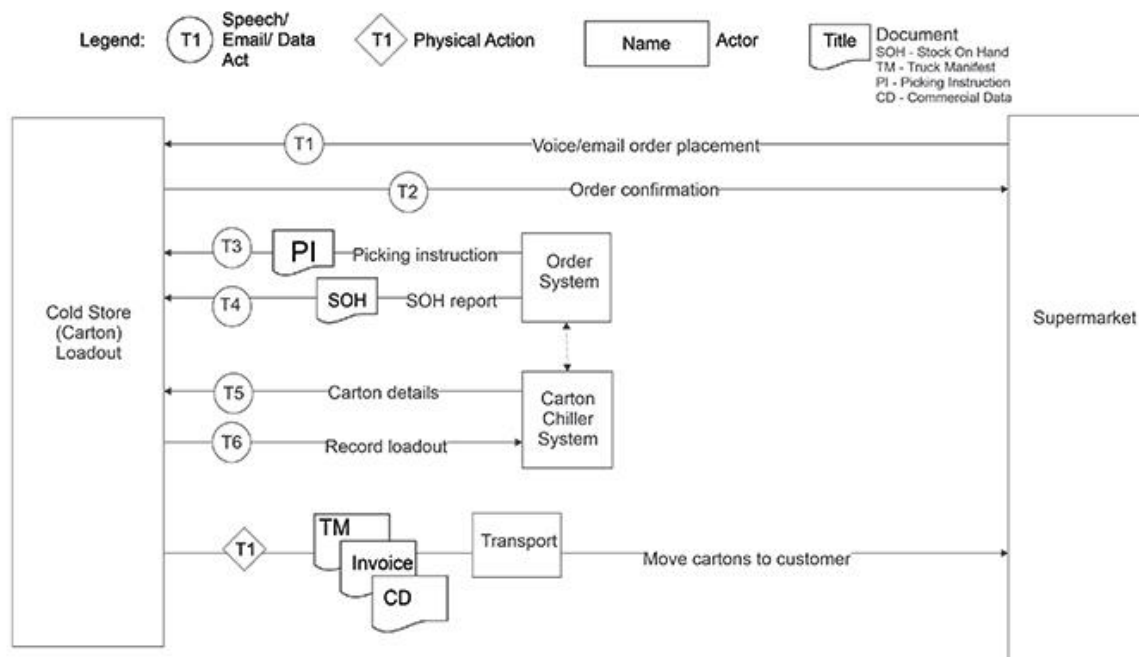 Legend:
T1
Speech/
Email/ Data
Act
T1
Physical Action
Name
Actor
Title
Document
SOH - Stock On Hand
TM - Truck Manifest
PI - Picking Instruction
CD - Commercial Data
T1
Voice/email order placement
T2
Order confirmation
T3
PI
Picking instruction
T4
SOH
SOH report
Order
System
Cold Store
(Carton)
Loadout
Supermarket
T5
Carton details
T6
Record loadout
Carton
Chiller
System
T1
TM
Invoice
CD
Transport
Move cartons to customer